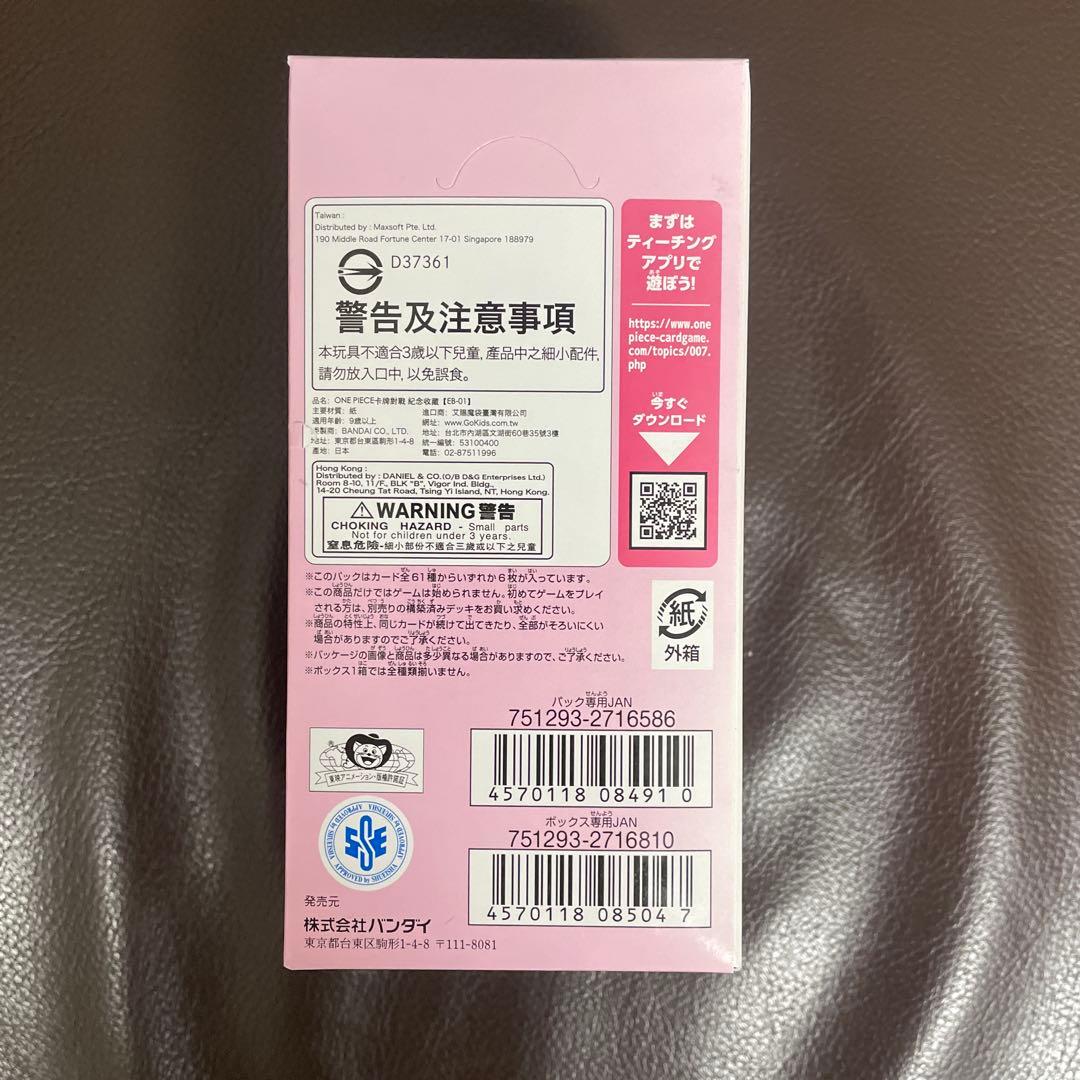 Taiwan :
Distributed by : Maxsoft Pte. Ltd.
190 Middle Road Fortune Center 17-01 Singapore 188979
D37361
警告及注意事項
本玩具不適合3歲以下兒童, 產品中之細小配件,
請勿放入口中, 以免誤食。
品名: ONE PIECE卡牌對戰 紀念收藏【EB-01】
主要材質: 紙
進口商: 艾賜魔袋臺灣有限公司
適用年齡: 9歲以上
網址: www.GoKids.com.tw
製商: BANDAI CO., LTD.
地址: 台北市內湖區文湖街60巷35號3樓
地址: 東京都台東區駒形1-4-8
統一編號: 53100400
產地: 日本
電話: 02-87511996
Hong Kong :
Distributed by : DANIEL & CO.(O/B D&G Enterprises Ltd.)
Room 8-10, 11/F., BLK "B", Vigor Ind. Bldg.,
14-20 Cheung Tat Road, Tsing Yi Island, NT, Hong Kong.
WARNING 警告
CHOKING HAZARD - Small parts
Not for children under 3 years.
窒息危險-細小部份不適合三歲或以下之兒童
まずは
ティーチング
アプリで
遊ぼう!
https://www.one
piece-cardgame.
com/topics/007.
php
今すぐ
ダウンロード
※このパックはカード全61種からいずれか6枚が入っています。
※この商品だけではゲームは始められません。初めてゲームをプレイ
される方は、別売りの構築済みデッキをお買い求めください。
※商品の特性上、同じカードが続けて出てきたり、全部がそろいにくい
場合がありますのでご了承ください。
※パッケージの画像と商品は多少異なる場合がありますので、ご了承ください。
※ボックス1箱では全種類揃いません。
紙
外箱
パック専用JAN
751293-2716586
4570118 08491 0
ボックス専用JAN
751293-2716810
4570118 08504 7
東映アニメーション・版権許諾証
APPROVED by SHUEISHA
発売元
株式会社バンダイ
東京都台東区駒形1-4-8 〒111-8081